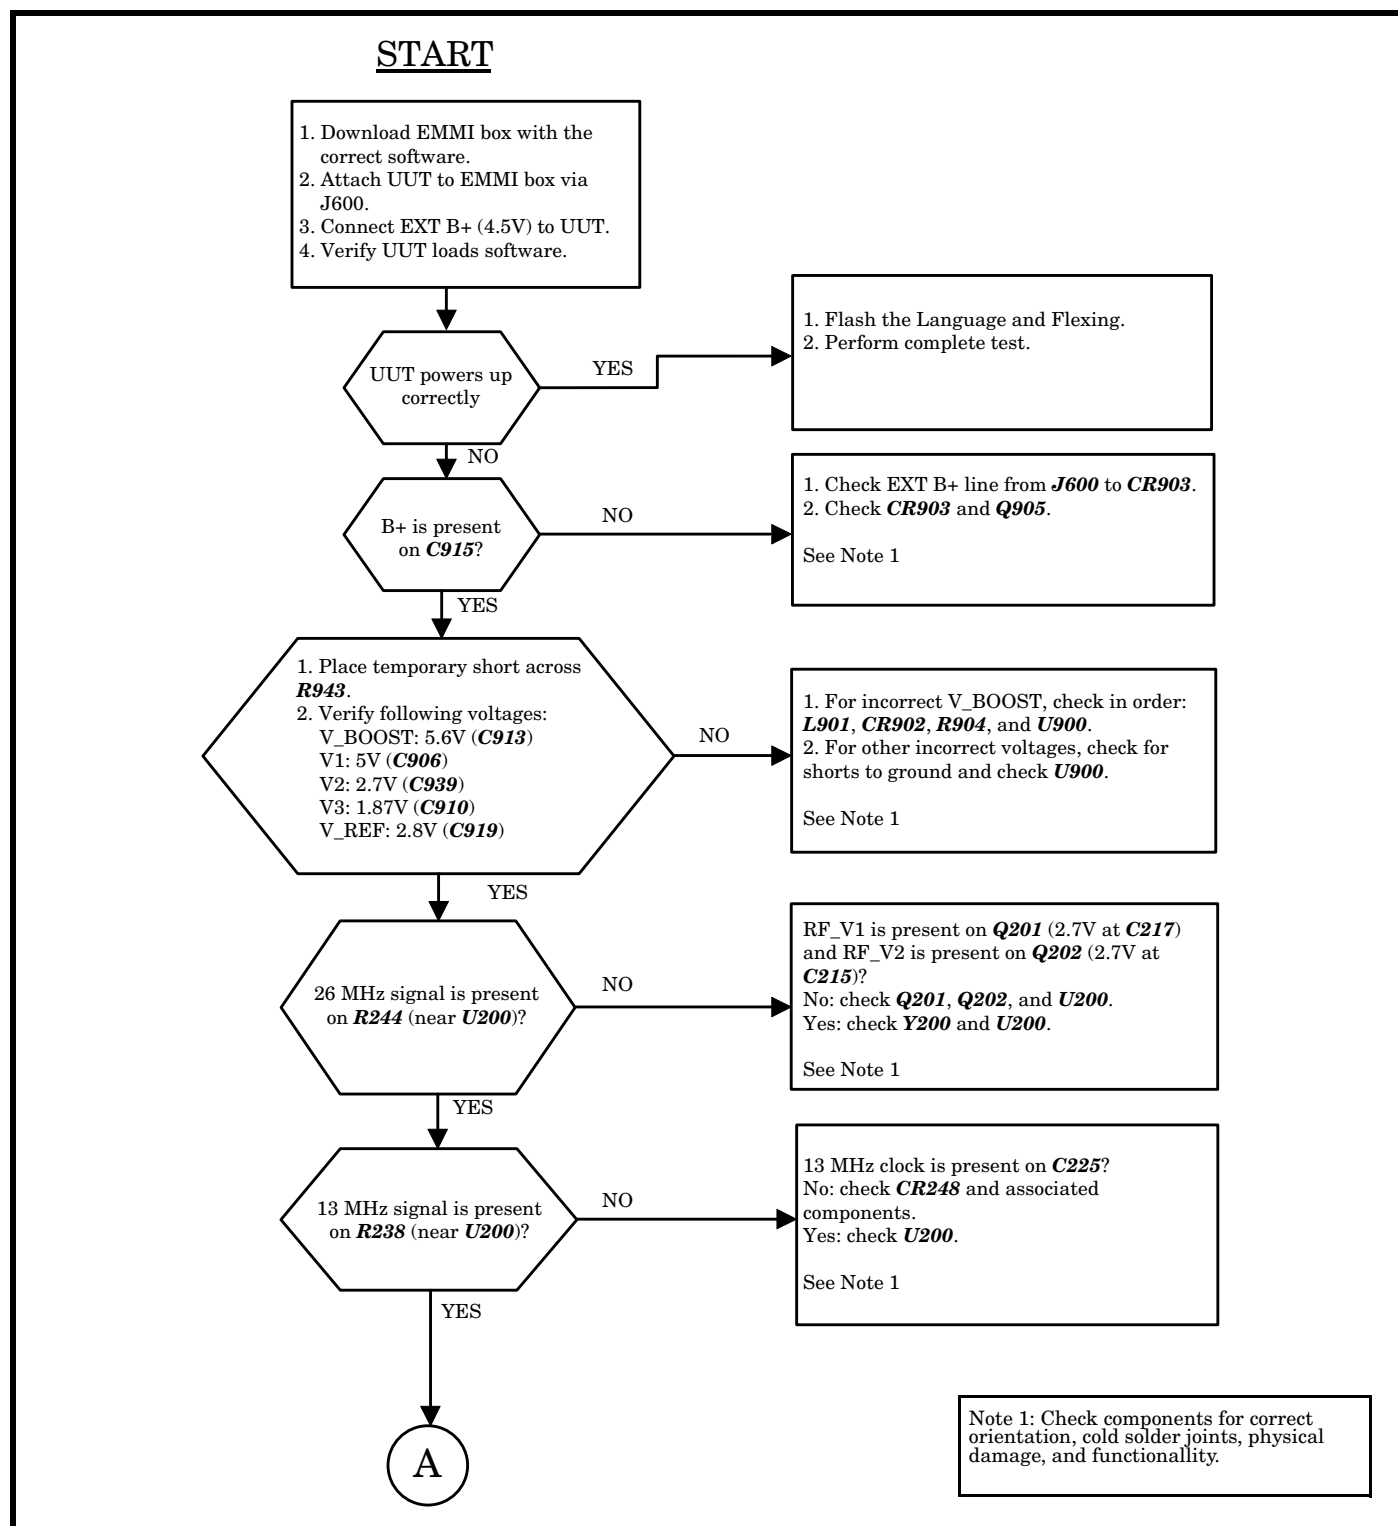 START
1. Download EMMI box with the
correct software.
2. Attach UUT to EMMI box via
J600.
3. Connect EXT B+ (4.5V) to UUT.
4. Verify UUT loads software.
UUT powers up
correctly
YES
1. Flash the Language and Flexing.
2. Perform complete test.
NO
B+ is present
on C915?
NO
1. Check EXT B+ line from J600 to CR903.
2. Check CR903 and Q905.
See Note 1
YES
1. Place temporary short across
R943.
2. Verify following voltages:
V_BOOST: 5.6V (C913)
V1: 5V (C906)
V2: 2.7V (C939)
V3: 1.87V (C910)
V_REF: 2.8V (C919)
NO
1. For incorrect V_BOOST, check in order:
L901, CR902, R904, and U900.
2. For other incorrect voltages, check for
shorts to ground and check U900.
See Note 1
YES
26 MHz signal is present
on R244 (near U200)?
NO
RF_V1 is present on Q201 (2.7V at C217)
and RF_V2 is present on Q202 (2.7V at
C215)?
No: check Q201, Q202, and U200.
Yes: check Y200 and U200.
See Note 1
YES
13 MHz signal is present
on R238 (near U200)?
NO
13 MHz clock is present on C225?
No: check CR248 and associated
components.
Yes: check U200.
See Note 1
YES
A
Note 1: Check components for correct
orientation, cold solder joints, physical
damage, and functionallity.